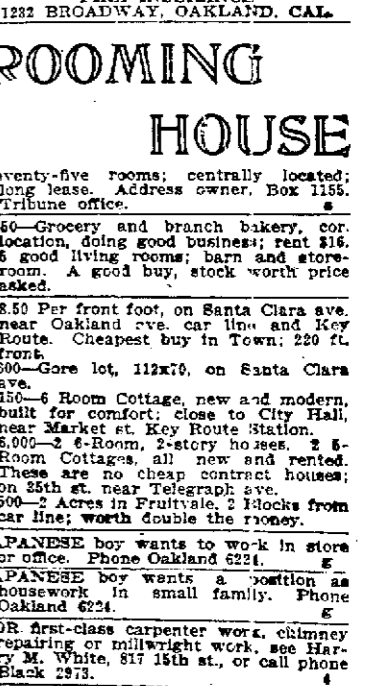 1232 BROADWAY, OAKLAND, CAL.
ROOMING
HOUSE
wenty-five rooms; centrally located;
long lease. Address owner, Box 1155,
Tribune office.
50—Grocery and branch bakery, cor.
location, doing good business; rent $16.
5 good living rooms; barn and store-
room. A good buy, stock worth price
asked.
8.50 Per front foot, on Santa Clara ave.
near Oakland ave. car line and Key
Route. Cheapest buy in Town; 220 ft.
front.
500—Gore lot, 112x70, on Santa Clara
ave.
150—6 Room Cottage, new and modern,
built for comfort; close to City Hall,
near Market st. Key Route Station.
6,000—2 6-Room, 2-story houses, 2 5-
Room Cottages, all new and rented.
These are no cheap contract houses;
on 35th st. near Telegraph ave.
500—2 Acres in Fruitvale, 2 Blocks from
car line; worth double the money.
APANESE boy wants to work in store
or office. Phone Oakland 6224. g
APANESE boy wants a position as
housework in small family. Phone
Oakland 6224. g
OR first-class carpenter work, chimney
repairing or millwright work, see Har-
ry M. White, 817 15th st., or call phone
Black 2973. 4